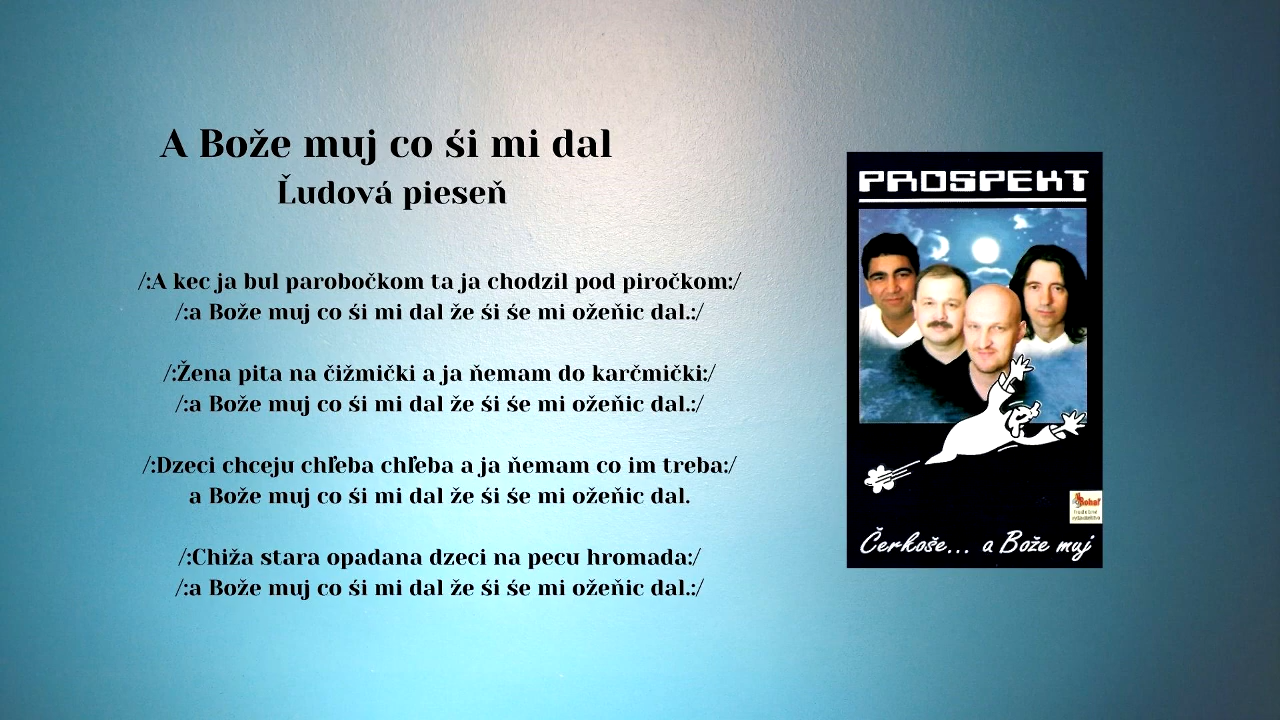 A Bože muj co śi mi dal
Ľudová pieseň
/:A kec ja bul parobočkom ta ja chodzil pod piročkom:/
/:a Bože muj co śi mi dal že śi śe mi ožeňic dal.:/
/:Žena pita na čižmički a ja ňemam do karčmički:/
/:a Bože muj co śi mi dal že śi śe mi ožeňic dal.:/
/:Dzeci chceju chľeba chľeba a ja ňemam co im treba:/
a Bože muj co śi mi dal že śi śe mi ožeňic dal.
/:Chiža stara opadana dzeci na pecu hromada:/
/:a Bože muj co śi mi dal že śi śe mi ožeňic dal.:/
PROSPEKT
Čerkoše... a Bože muj